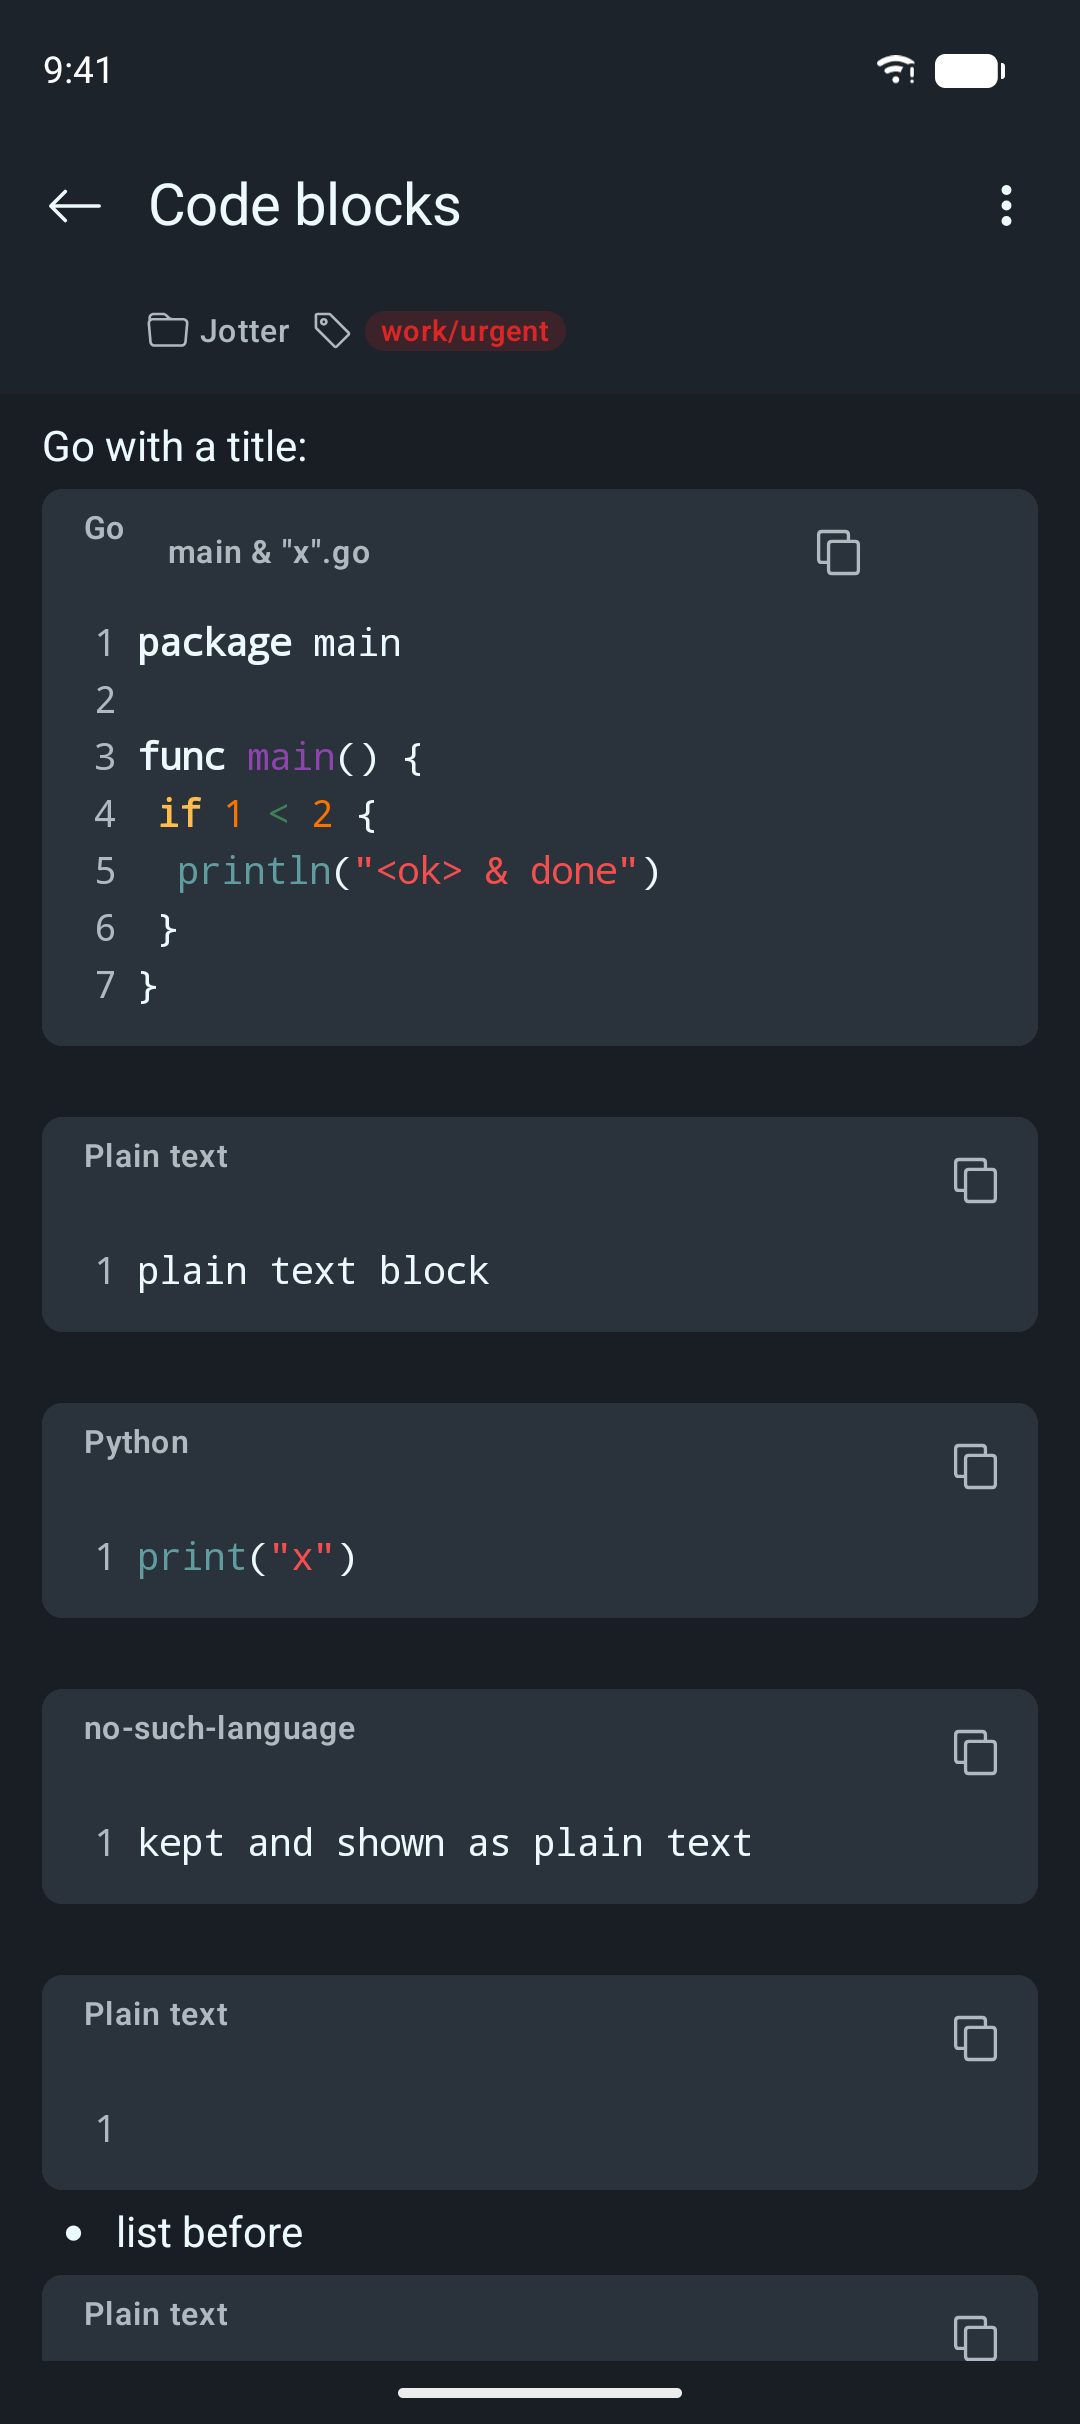 9:41
Code blocks
Jotter work/urgent
Go with a title:
Go
main & "x".go
1 package main
2
3 func main() {
4  if 1 < 2 {
5   println("<ok> & done")
6  }
7 }
Plain text
1 plain text block
Python
1 print("x")
no-such-language
1 kept and shown as plain text
Plain text
1
• list before
Plain text